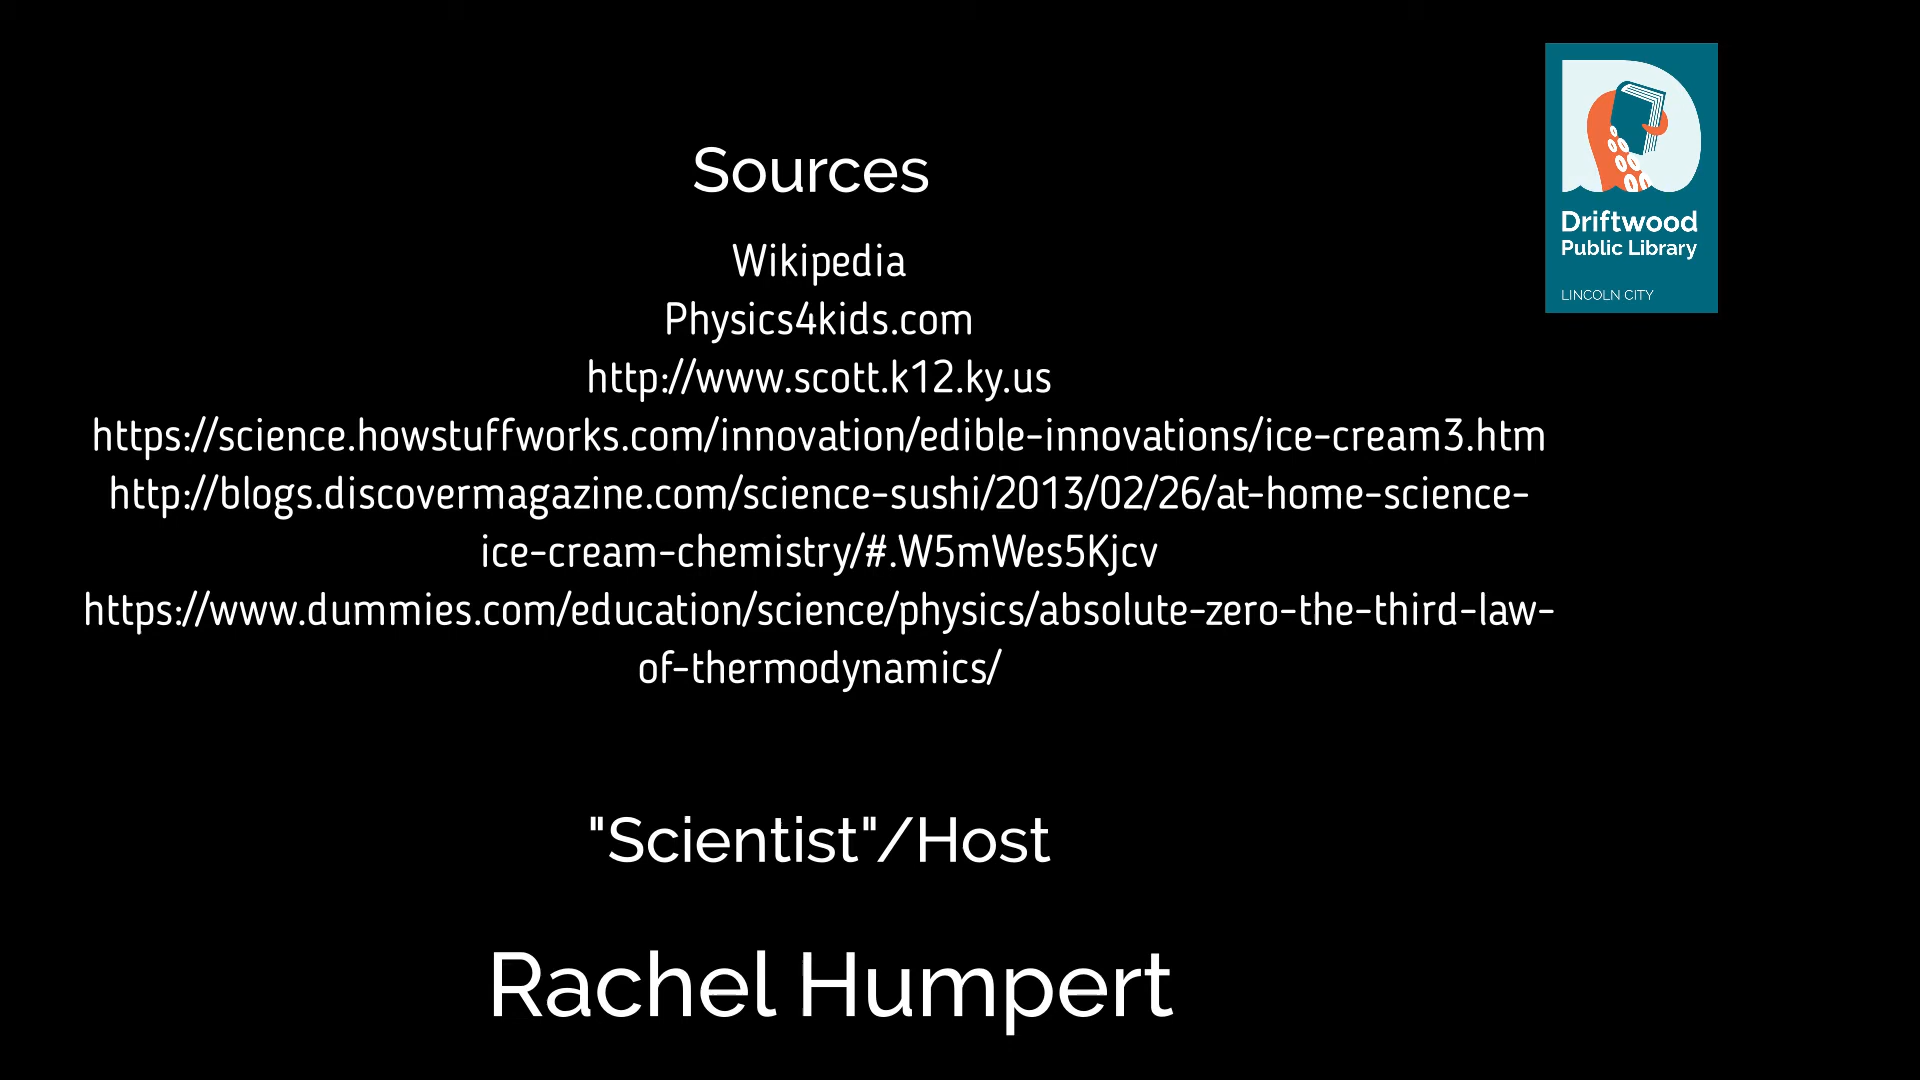 Sources
Wikipedia
Physics4kids.com
http://www.scott.k12.ky.us
https://science.howstuffworks.com/innovation/edible-innovations/ice-cream3.htm
http://blogs.discovermagazine.com/science-sushi/2013/02/26/at-home-science-
ice-cream-chemistry/#.W5mWes5Kjcv
https://www.dummies.com/education/science/physics/absolute-zero-the-third-law-
of-thermodynamics/
"Scientist"/Host
Rachel Humpert
Driftwood
Public Library
LINCOLN CITY